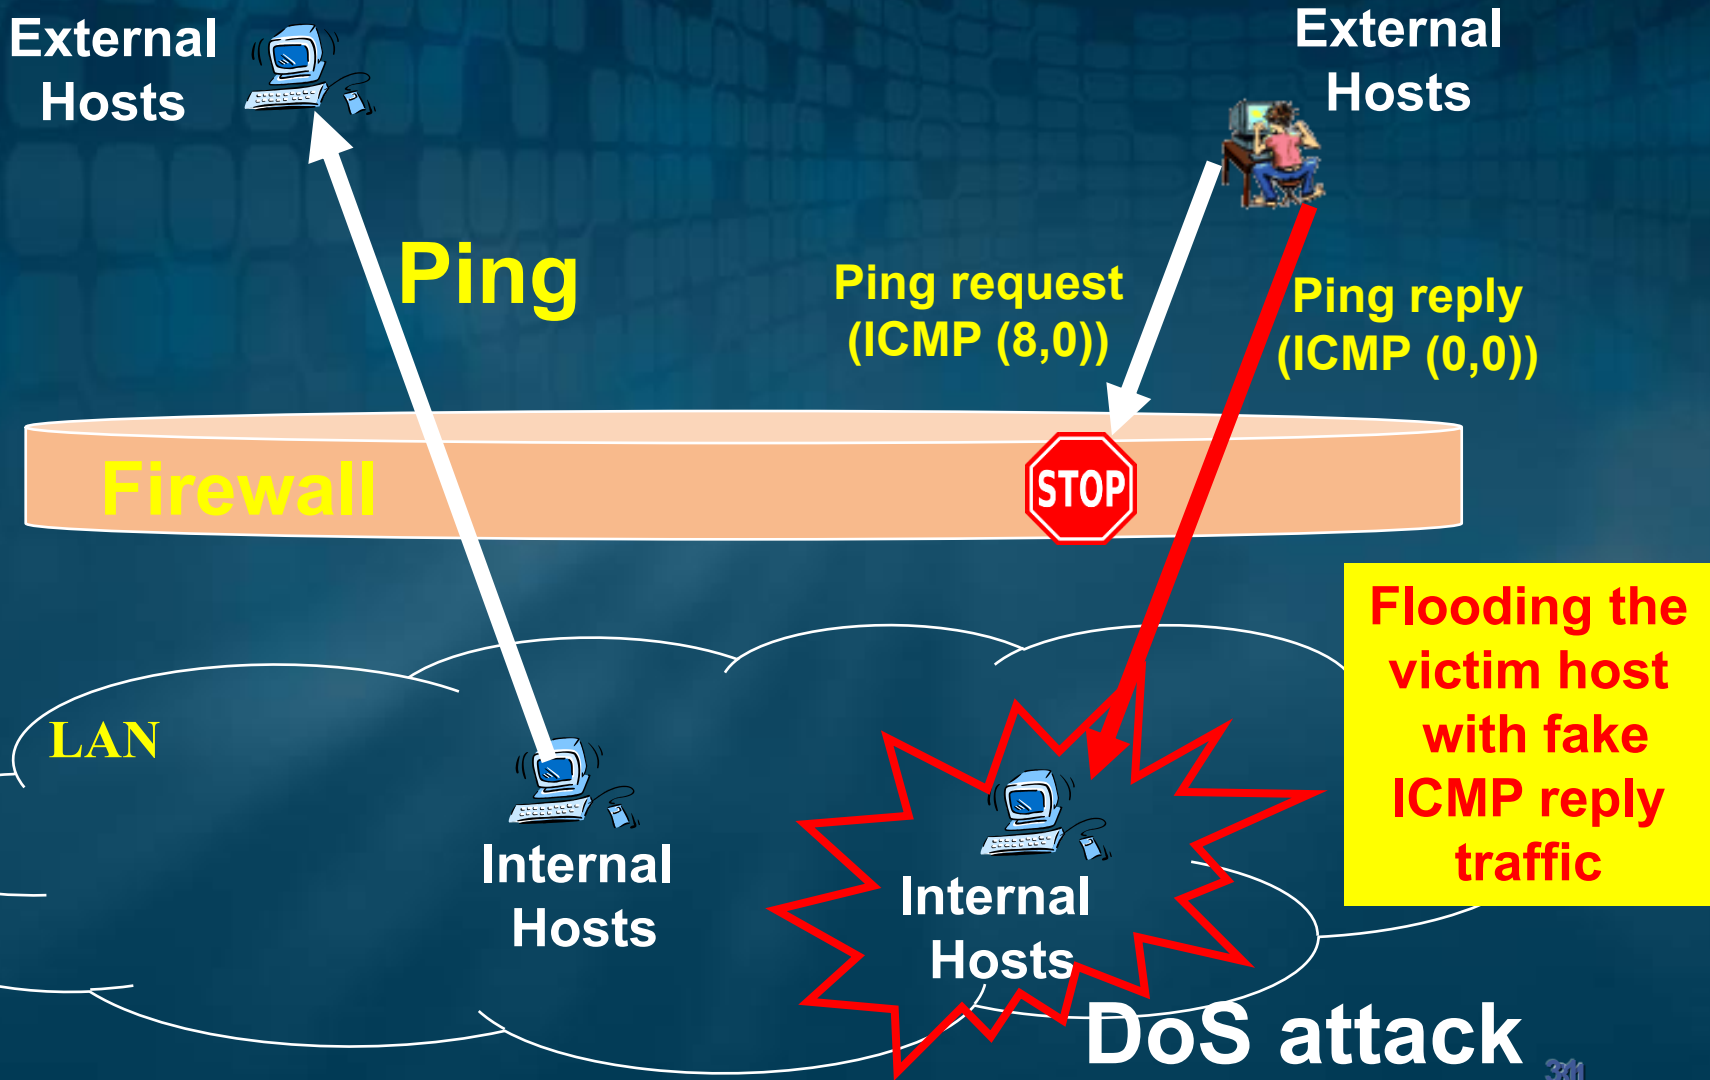 External
Hosts
External
Hosts
Ping
Ping request
(ICMP (8,0))
Ping reply
(ICMP (0,0))
Firewall
STOP
Flooding the
victim host
with fake
ICMP reply
traffic
LAN
Internal
Hosts
Internal
Hosts
DoS attack